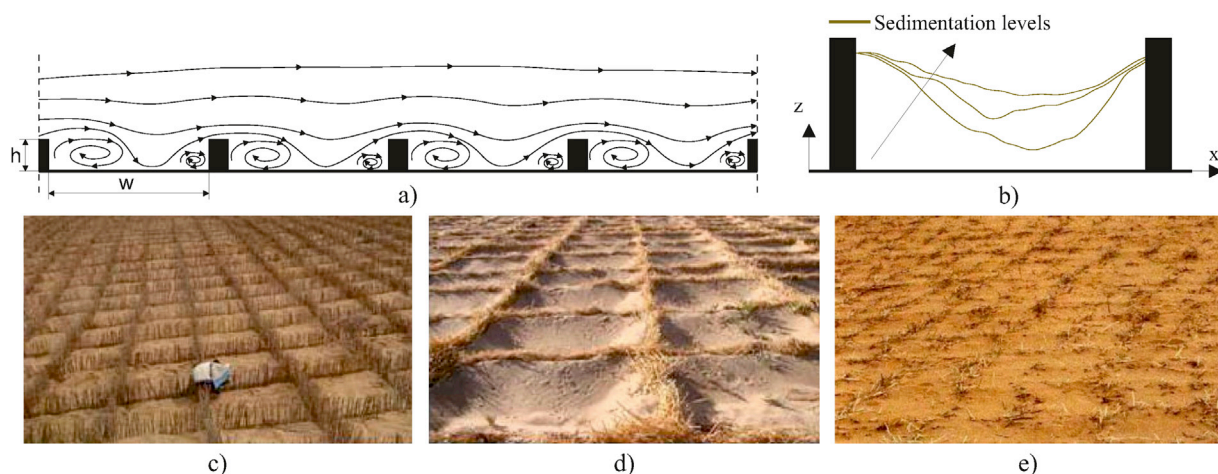 h
w
a)
Sedimentation levels
z
x
b)
c)
d)
e)